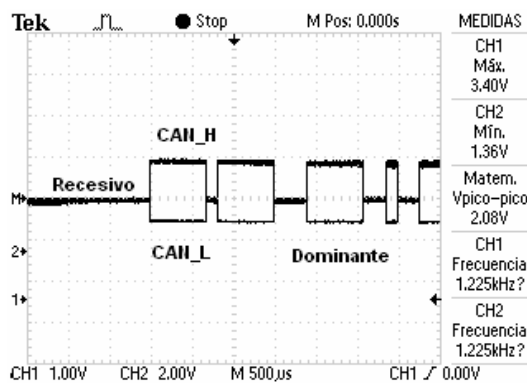 Tek Stop M Pos: 0.000s MEDIDAS
CH1
Máx.
3.40V
CH2
Mín.
1.36V
Matem.
Vpico-pico
2.08V
CH1
Frecuencia
1.225kHz?
CH2
Frecuencia
1.225kHz?
CAN_H
Recesivo
M
CAN_L
Dominante
2
1
CH1 1.00V CH2 2.00V M 500µs CH1 / 0.00V